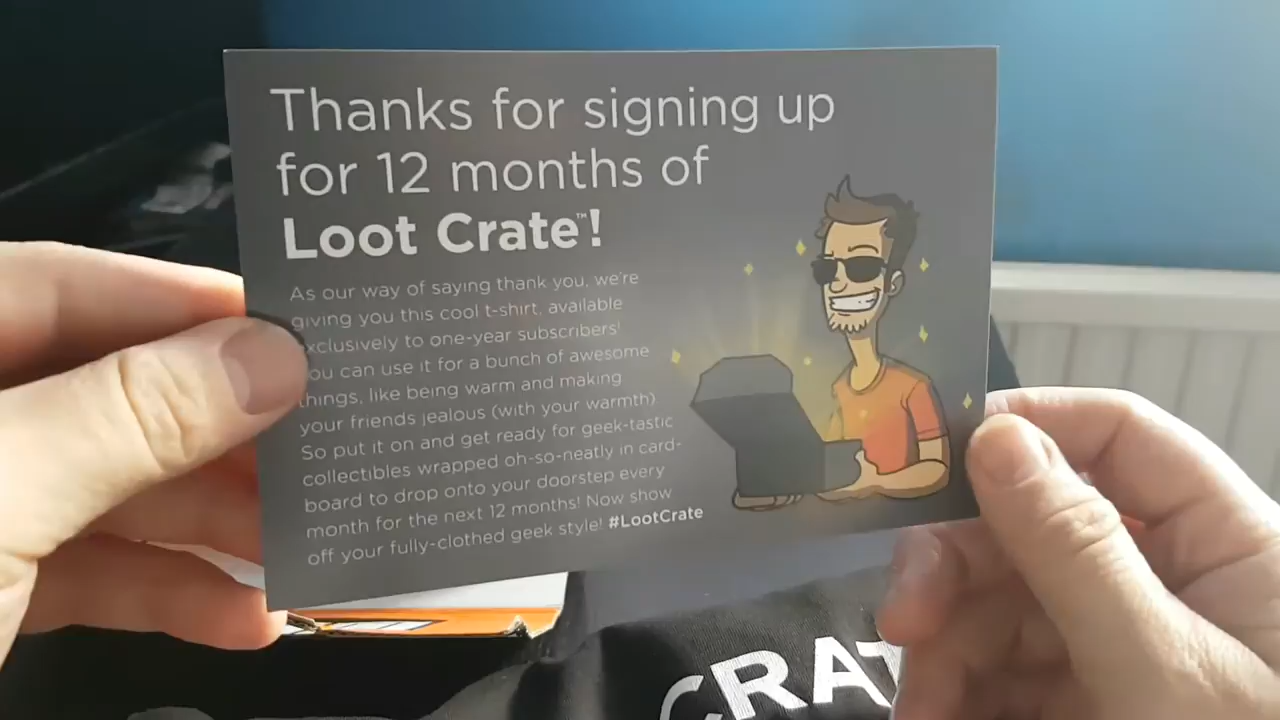 Thanks for signing up
for 12 months of
Loot Crate™!
As our way of saying thank you, we're
giving you this cool t-shirt, available
exclusively to one-year subscribers!
You can use it for a bunch of awesome
things, like being warm and making
your friends jealous (with your warmth).
So put it on and get ready for geek-tastic
collectibles wrapped oh-so-neatly in card-
board to drop onto your doorstep every
month for the next 12 months! Now show
off your fully-clothed geek style! #LootCrate
CRAT